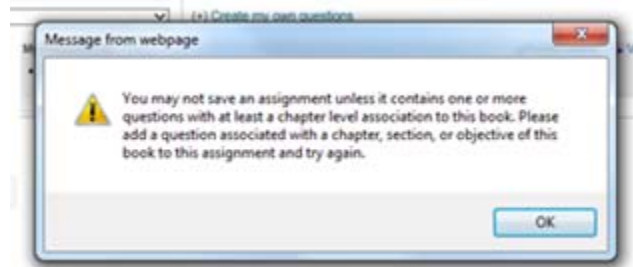 (+) Create my own questions
Message from webpage
You may not save an assignment unless it contains one or more
questions with at least a chapter level association to this book. Please
add a question associated with a chapter, section, or objective of this
book to this assignment and try again.
OK